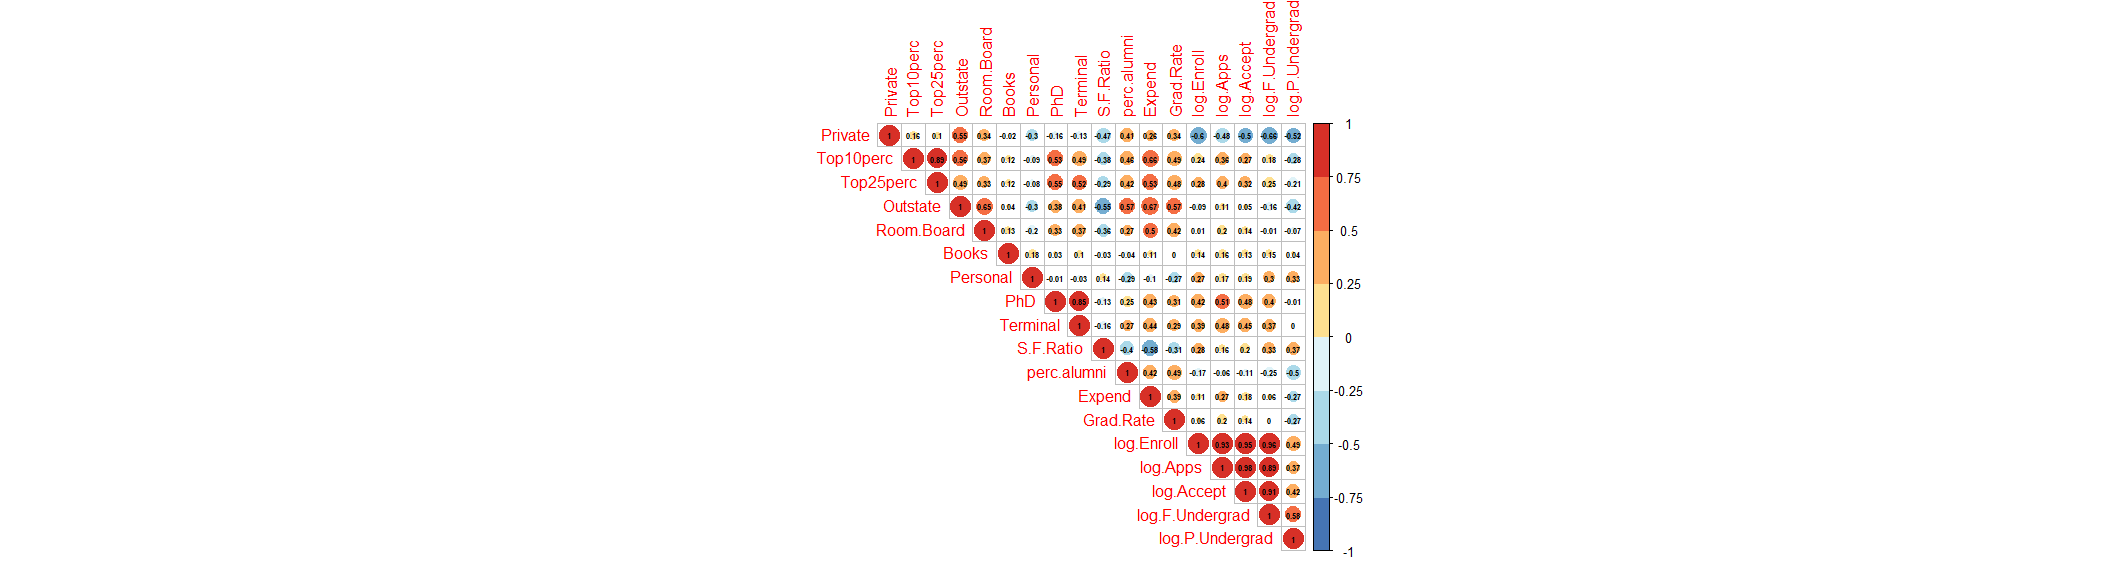 Private
Top10perc
Top25perc
Outstate
Room.Board
Books
Personal
PhD
Terminal
S.F.Ratio
perc.alumni
Expend
Grad.Rate
log.Enroll
log.Apps
log.Accept
log.F.Undergrad
log.P.Undergrad
Private 1 0.16 0.1 0.55 0.34 -0.02 -0.3 -0.16 -0.13 -0.47 0.41 0.26 0.34 -0.6 -0.48 -0.5 -0.66 -0.52
Top10perc 1 0.89 0.56 0.37 0.12 -0.09 0.53 0.49 -0.38 0.46 0.66 0.49 0.24 0.36 0.27 0.18 -0.28
Top25perc 1 0.49 0.33 0.12 -0.08 0.55 0.52 -0.29 0.42 0.53 0.48 0.28 0.4 0.32 0.25 -0.21
Outstate 1 0.65 0.04 -0.3 0.38 0.41 -0.55 0.57 0.67 0.57 -0.09 0.11 0.05 -0.16 -0.42
Room.Board 1 0.13 -0.2 0.33 0.37 -0.36 0.27 0.5 0.42 0.01 0.2 0.14 -0.01 -0.07
Books 1 0.18 0.03 0.1 -0.03 -0.04 0.11 0 0.14 0.16 0.13 0.15 0.04
Personal 1 -0.01 -0.03 0.14 -0.29 -0.1 -0.27 0.27 0.17 0.19 0.3 0.33
PhD 1 0.85 -0.13 0.25 0.43 0.31 0.42 0.51 0.48 0.4 -0.01
Terminal 1 -0.16 0.27 0.44 0.29 0.39 0.48 0.45 0.37 0
S.F.Ratio 1 -0.4 -0.58 -0.31 0.28 0.16 0.2 0.33 0.37
perc.alumni 1 0.42 0.49 -0.17 -0.06 -0.11 -0.25 -0.5
Expend 1 0.39 0.11 0.27 0.18 0.06 -0.27
Grad.Rate 1 0.06 0.2 0.14 0 -0.27
log.Enroll 1 0.93 0.95 0.96 0.49
log.Apps 1 0.98 0.89 0.37
log.Accept 1 0.91 0.42
log.F.Undergrad 1 0.58
log.P.Undergrad 1
1
0.75
0.5
0.25
0
-0.25
-0.5
-0.75
-1